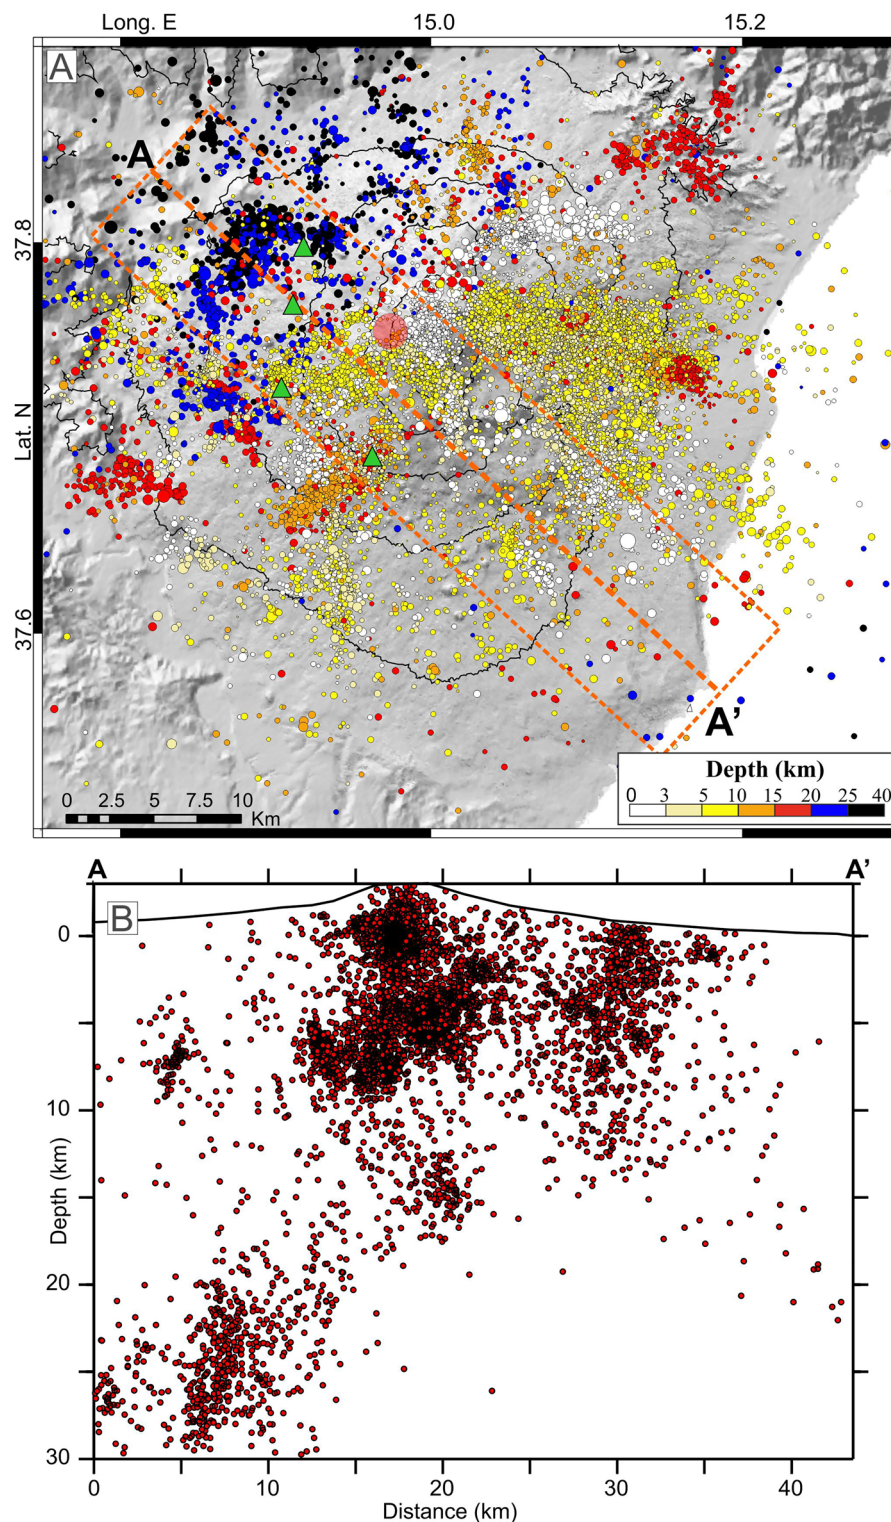 Long. E 15.0 15.2
A
A
37.8
Lat. N
37.6
A’
Depth (km)
0 3 5 10 15 20 25 40
0 2.5 5 7.5 10
Km
A A’
B
0
10
20
30
Depth (km)
0 10 20 30 40
Distance (km)